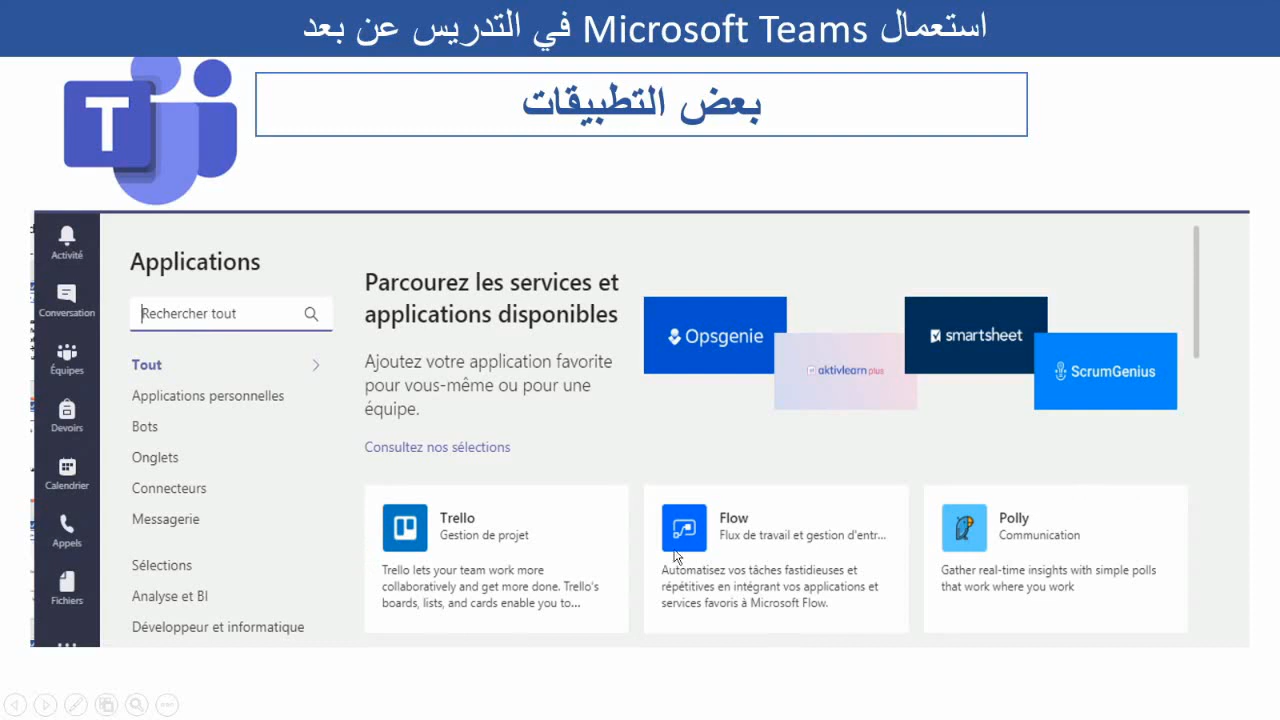 استعمال Microsoft Teams في التدريس عن بعد
T
بعض التطبيقات
Activité
Conversation
Équipes
Devoirs
Calendrier
Appels
Fichiers
Applications
Rechercher tout
Tout
Applications personnelles
Bots
Onglets
Connecteurs
Messagerie
Sélections
Analyse et BI
Développeur et informatique
Parcourez les services et
applications disponibles
Ajoutez votre application favorite
pour vous-même ou pour une
équipe.
Consultez nos sélections
Opsgenie
aktivlearn plus
smartsheet
ScrumGenius
Trello
Gestion de projet
Trello lets your team work more
collaboratively and get more done. Trello's
boards, lists, and cards enable you to...
Flow
Flux de travail et gestion d'entr...
Automatisez vos tâches fastidieuses et
répétitives en intégrant vos applications et
services favoris à Microsoft Flow.
Polly
Communication
Gather real-time insights with simple polls
that work where you work